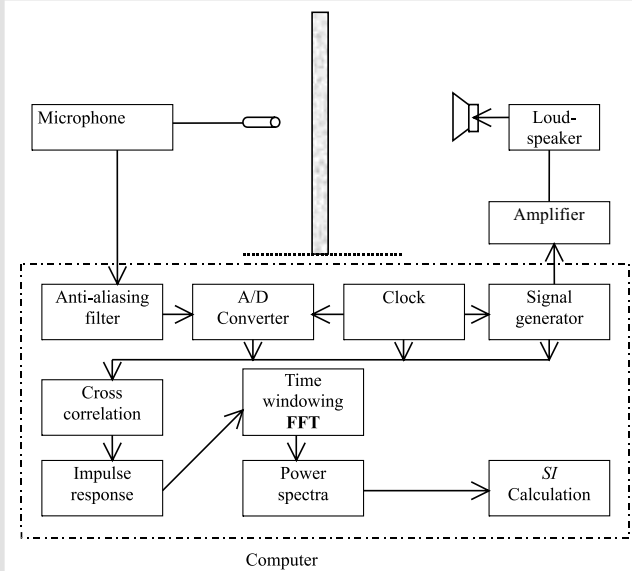 Microphone
Loud-
speaker
Amplifier
Anti-aliasing
filter
A/D
Converter
Clock
Signal
generator
Cross
correlation
Time
windowing
FFT
Impulse
response
Power
spectra
SI
Calculation
Computer